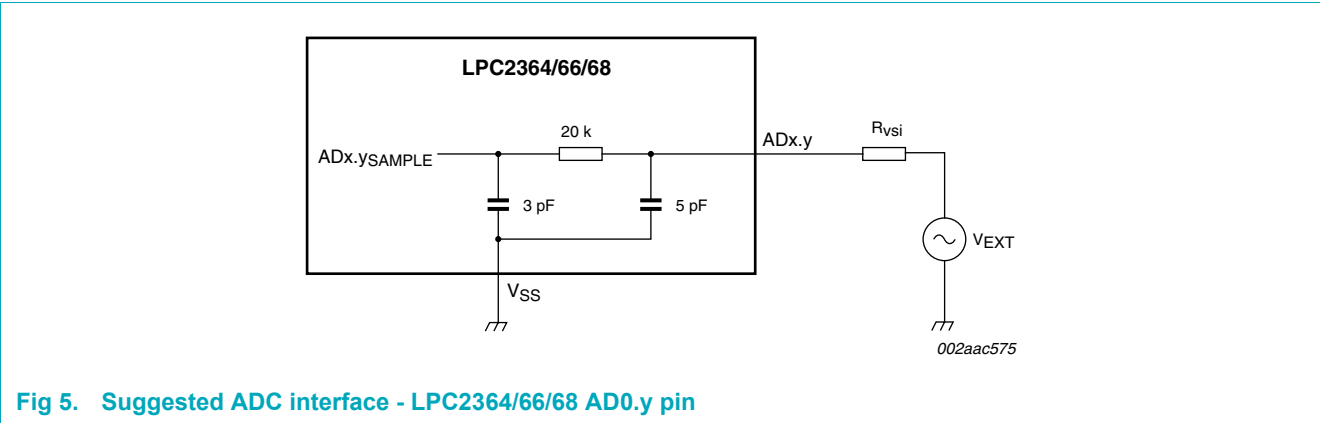 LPC2364/66/68
20 k
ADx.y
Rvsi
ADx.ySAMPLE
3 pF
5 pF
VEXT
VSS
002aac575
Fig 5. Suggested ADC interface - LPC2364/66/68 AD0.y pin